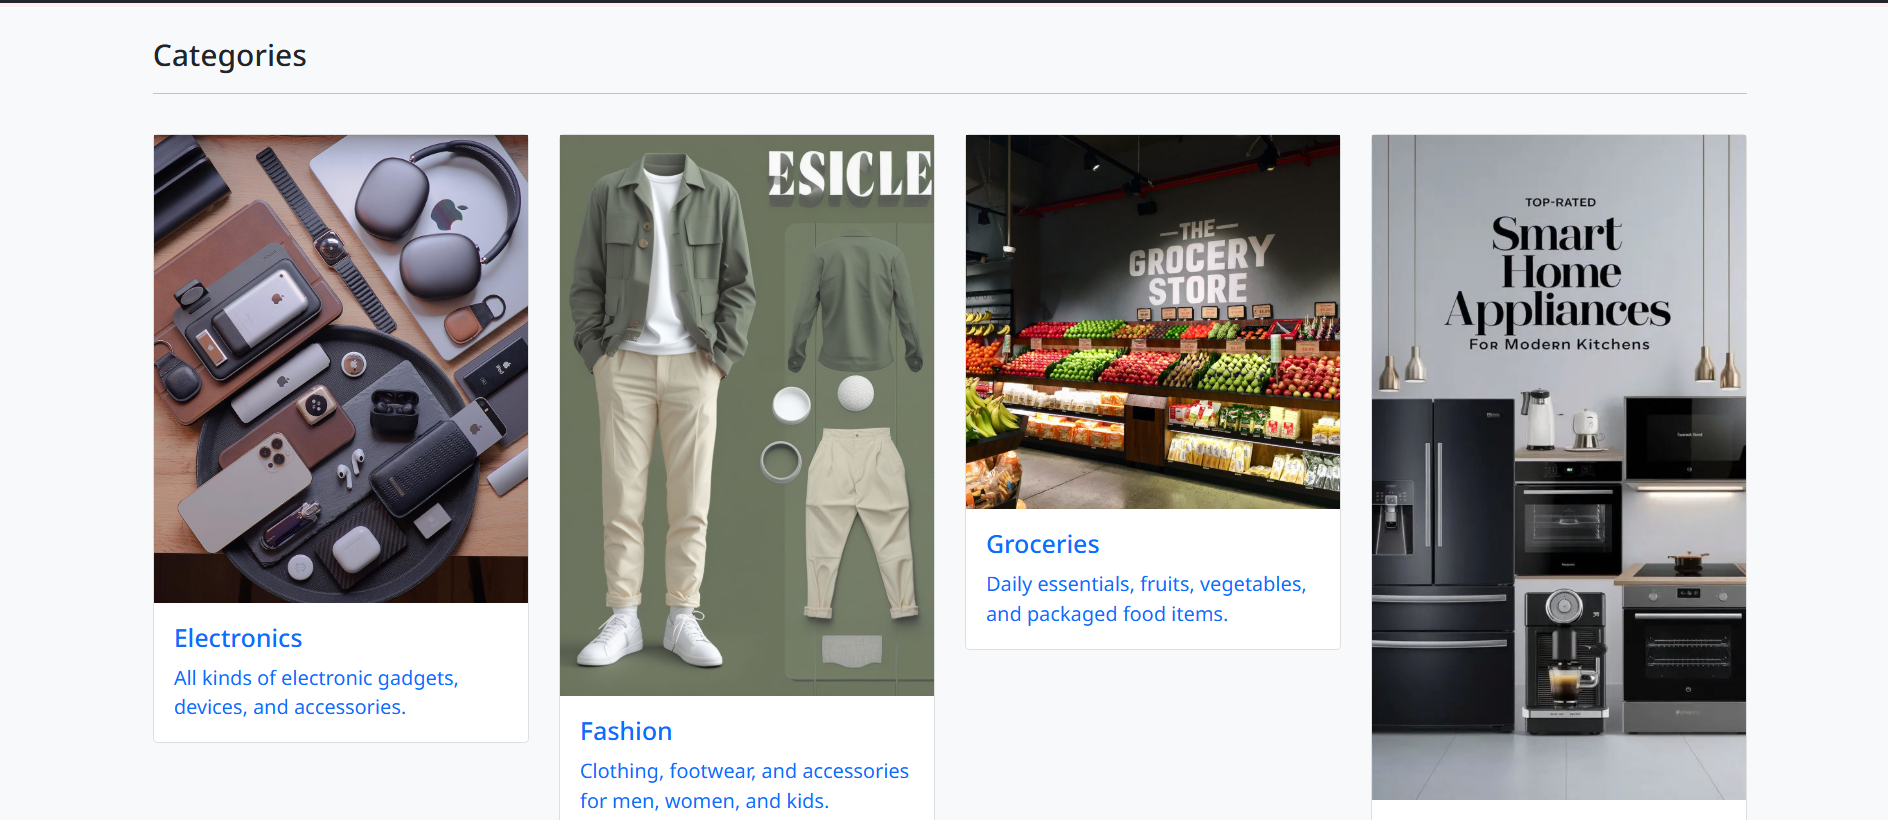 Categories
ESICLE
THE
GROCERY
STORE
TOP-RATED
Smart
Home
Appliances
For Modern Kitchens
Electronics
All kinds of electronic gadgets,
devices, and accessories.
Fashion
Clothing, footwear, and accessories
for men, women, and kids.
Groceries
Daily essentials, fruits, vegetables,
and packaged food items.